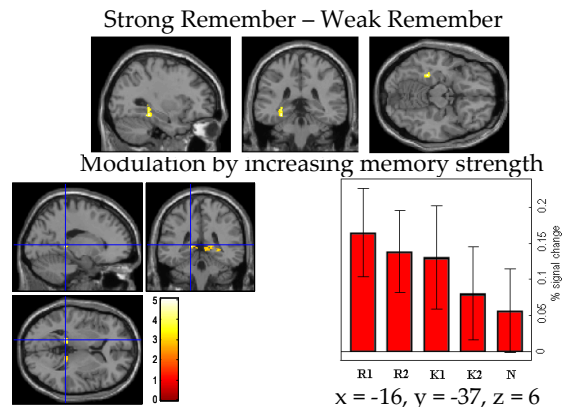 Strong Remember – Weak Remember
Modulation by increasing memory strength
5
4
3
2
1
0
0.2
0.15
0.1
0.05
0
% signal change
R1 R2 K1 K2 N
x = -16, y = -37, z = 6